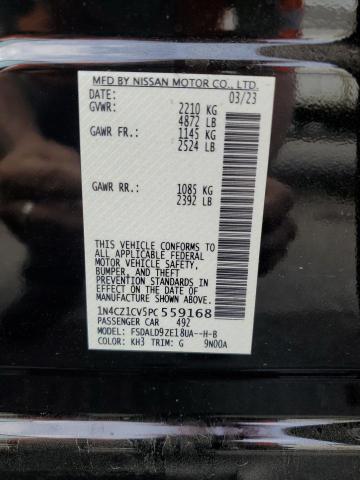 MFD BY NISSAN MOTOR CO., LTD.
DATE: 03/23
GVWR: 2210 KG
4872 LB
GAWR FR.: 1145 KG
2524 LB
GAWR RR.: 1085 KG
2392 LB
THIS VEHICLE CONFORMS TO
ALL APPLICABLE FEDERAL
MOTOR VEHICLE SAFETY,
BUMPER, AND THEFT
PREVENTION STANDARDS
IN EFFECT ON THE DATE OF
MANUFACTURE SHOWN ABOVE.
1N4CZ1CV5PC559168
PASSENGER CAR 492
MODEL: FSDALD9ZE18UA--H-B
COLOR: KH3 TRIM: G 9N00A